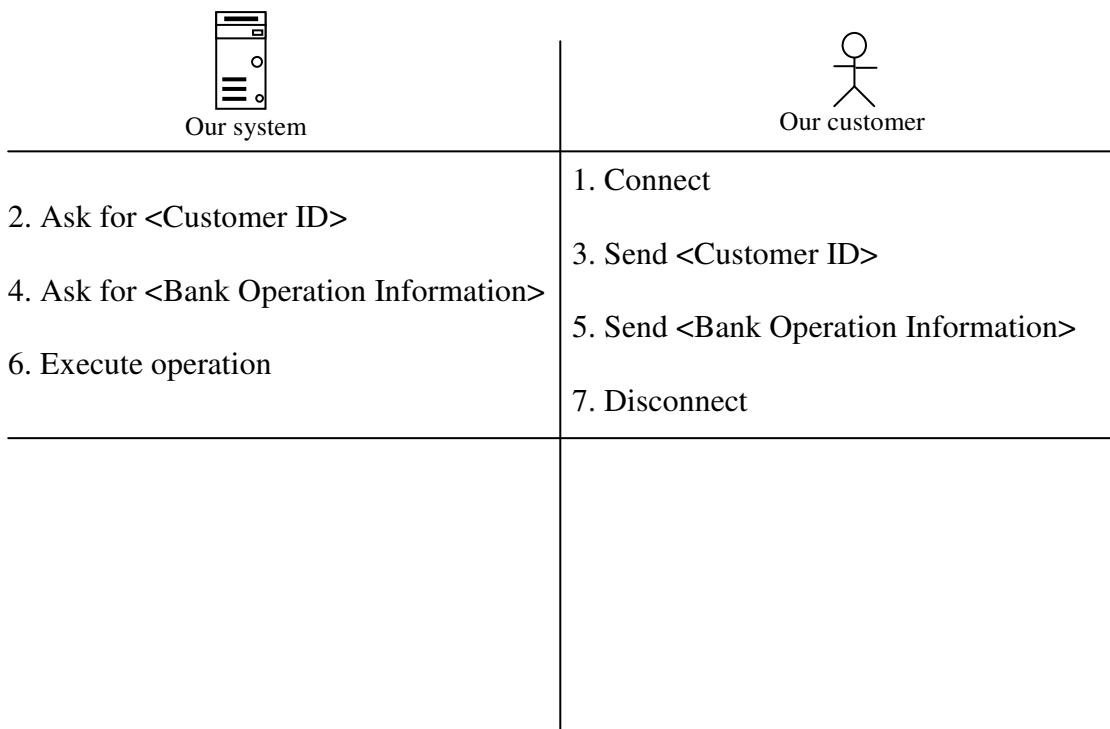 Our system
Our customer
1. Connect
2. Ask for <Customer ID>
3. Send <Customer ID>
4. Ask for <Bank Operation Information>
5. Send <Bank Operation Information>
6. Execute operation
7. Disconnect